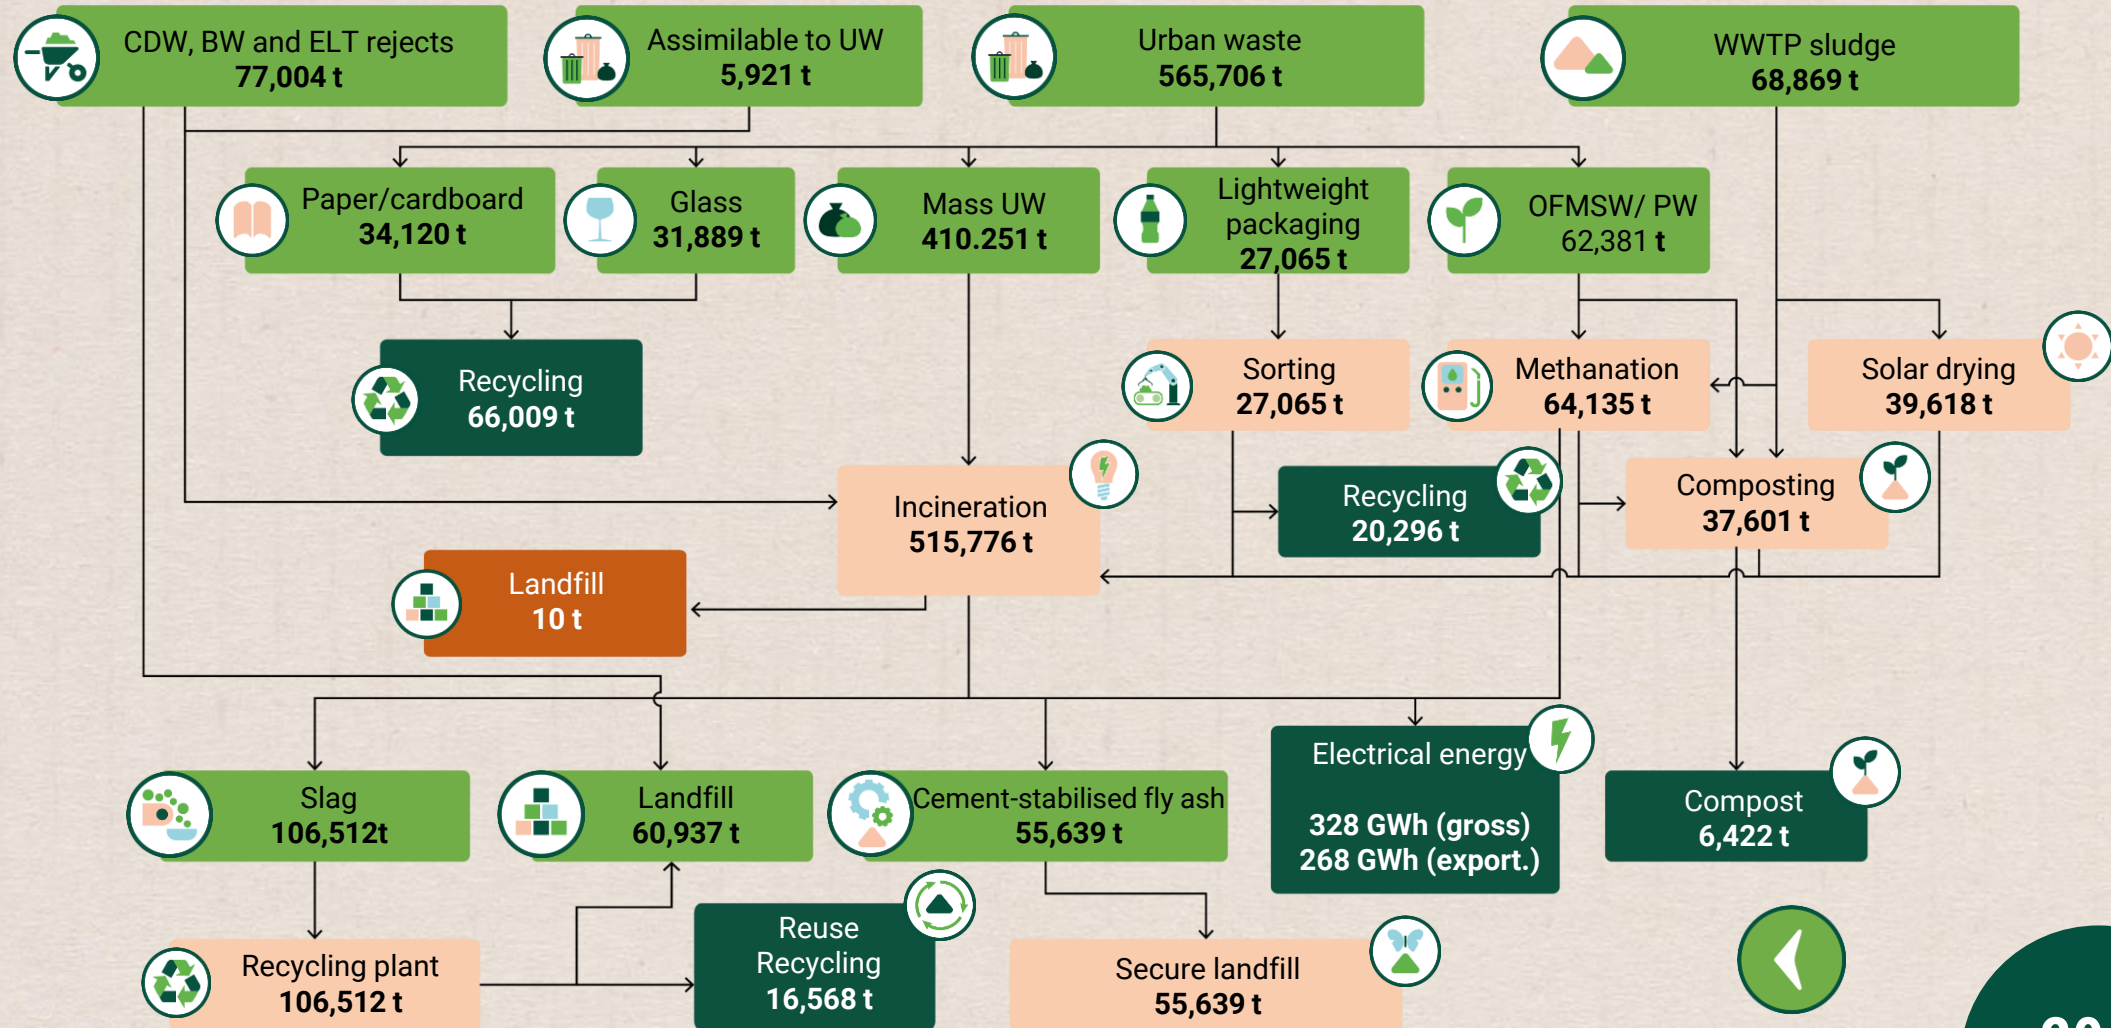 CDW, BW and ELT rejects
77,004 t
Assimilable to UW
5,921 t
Urban waste
565,706 t
WWTP sludge
68,869 t
Paper/cardboard
34,120 t
Glass
31,889 t
Mass UW
410.251 t
Lightweight
packaging
27,065 t
OFMSW/ PW
62,381 t
Recycling
66,009 t
Sorting
27,065 t
Methanation
64,135 t
Solar drying
39,618 t
Incineration
515,776 t
Recycling
20,296 t
Composting
37,601 t
Landfill
10 t
Slag
106,512t
Landfill
60,937 t
Cement-stabilised fly ash
55,639 t
Electrical energy
328 GWh (gross)
268 GWh (export.)
Compost
6,422 t
Recycling plant
106,512 t
Reuse
Recycling
16,568 t
Secure landfill
55,639 t